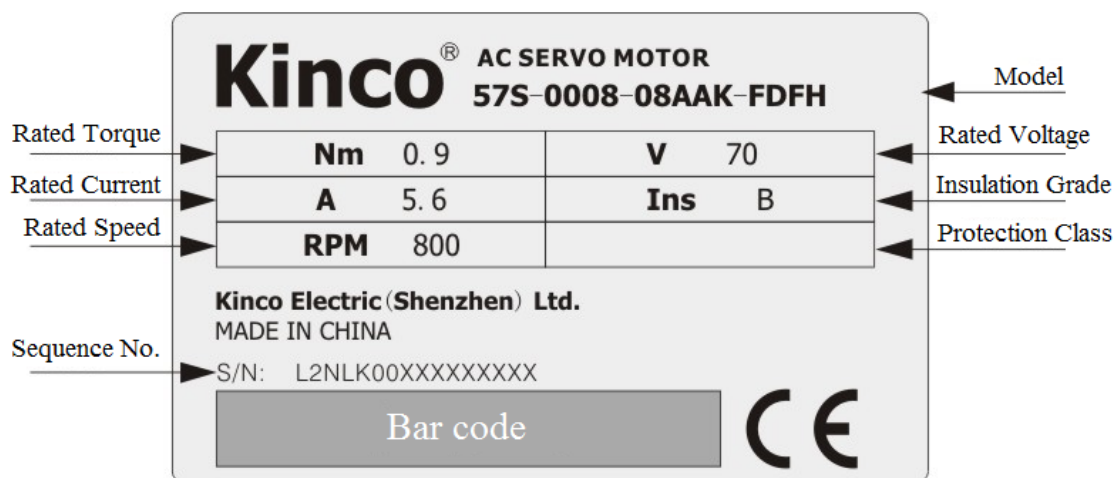 Kinco® AC SERVO MOTOR
57S-0008-08AAK-FDFH
Model
Rated Torque
Nm 0.9
V 70
Rated Voltage
Rated Current
A 5.6
Ins B
Insulation Grade
Rated Speed
RPM 800
Protection Class
Kinco Electric(Shenzhen) Ltd.
MADE IN CHINA
Sequence No.
S/N: L2NLK00XXXXXXXXX
Bar code
CE